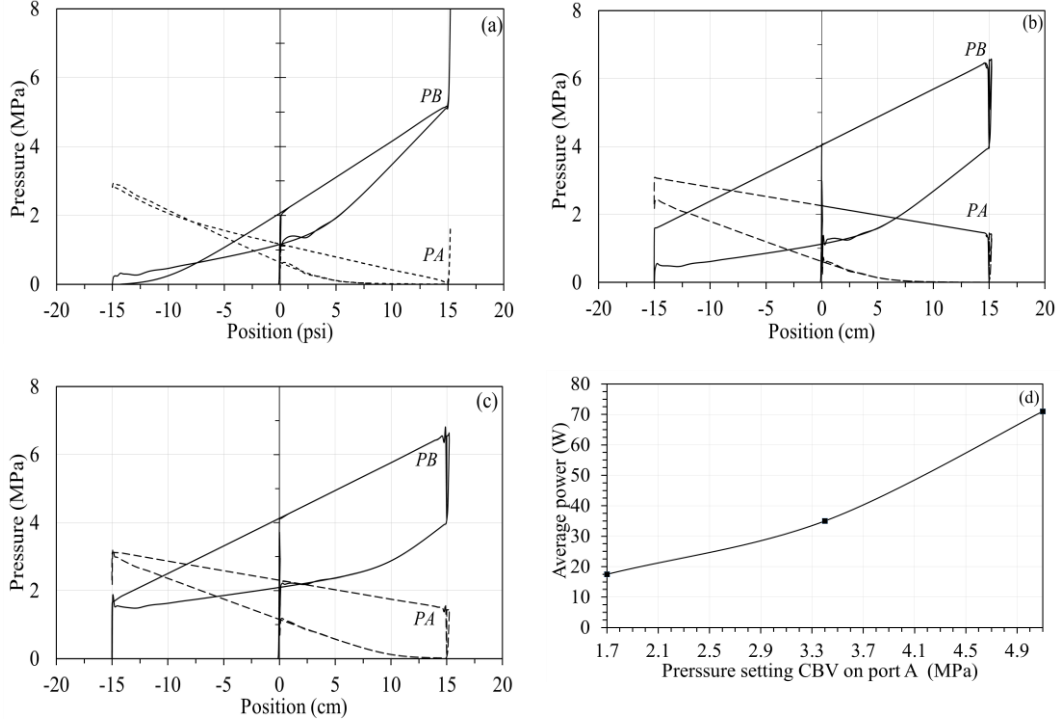 (a)
8
6
4
2
0
Pressure (MPa)
PB
PA
-20 -15 -10 -5 0 5 10 15 20
Position (psi)
(b)
8
6
4
2
0
Pressure (MPa)
PB
PA
-20 -15 -10 -5 0 5 10 15 20
Position (cm)
(c)
8
6
4
2
0
Pressure (MPa)
PB
PA
-20 -15 -10 -5 0 5 10 15 20
Position (cm)
(d)
80
70
60
50
40
30
20
10
0
Average power (W)
1.7 2.1 2.5 2.9 3.3 3.7 4.1 4.5 4.9
Prerssure setting CBV on port A (MPa)